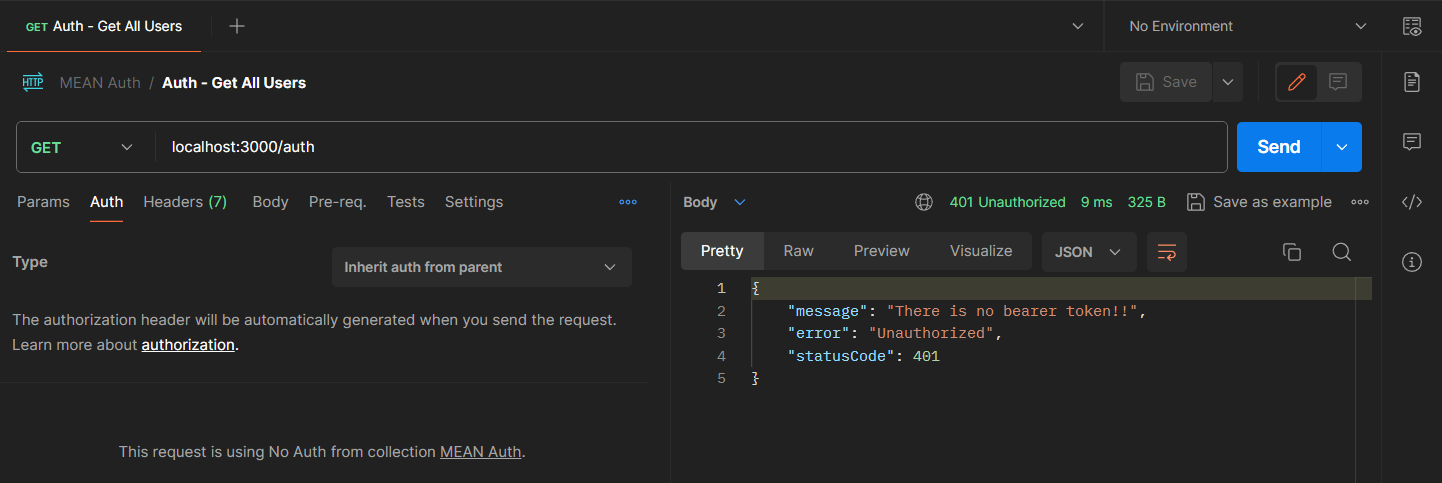 GET Auth - Get All Users
No Environment
HTTP MEAN Auth / Auth - Get All Users
Save
GET localhost:3000/auth
Send
Params Auth Headers (7) Body Pre-req. Tests Settings
Body 401 Unauthorized 9 ms 325 B Save as example
Type Inherit auth from parent
Pretty Raw Preview Visualize JSON
The authorization header will be automatically generated when you send the request.
Learn more about authorization.
This request is using No Auth from collection MEAN Auth.
1 {
2 "message": "There is no bearer token!!",
3 "error": "Unauthorized",
4 "statusCode": 401
5 }